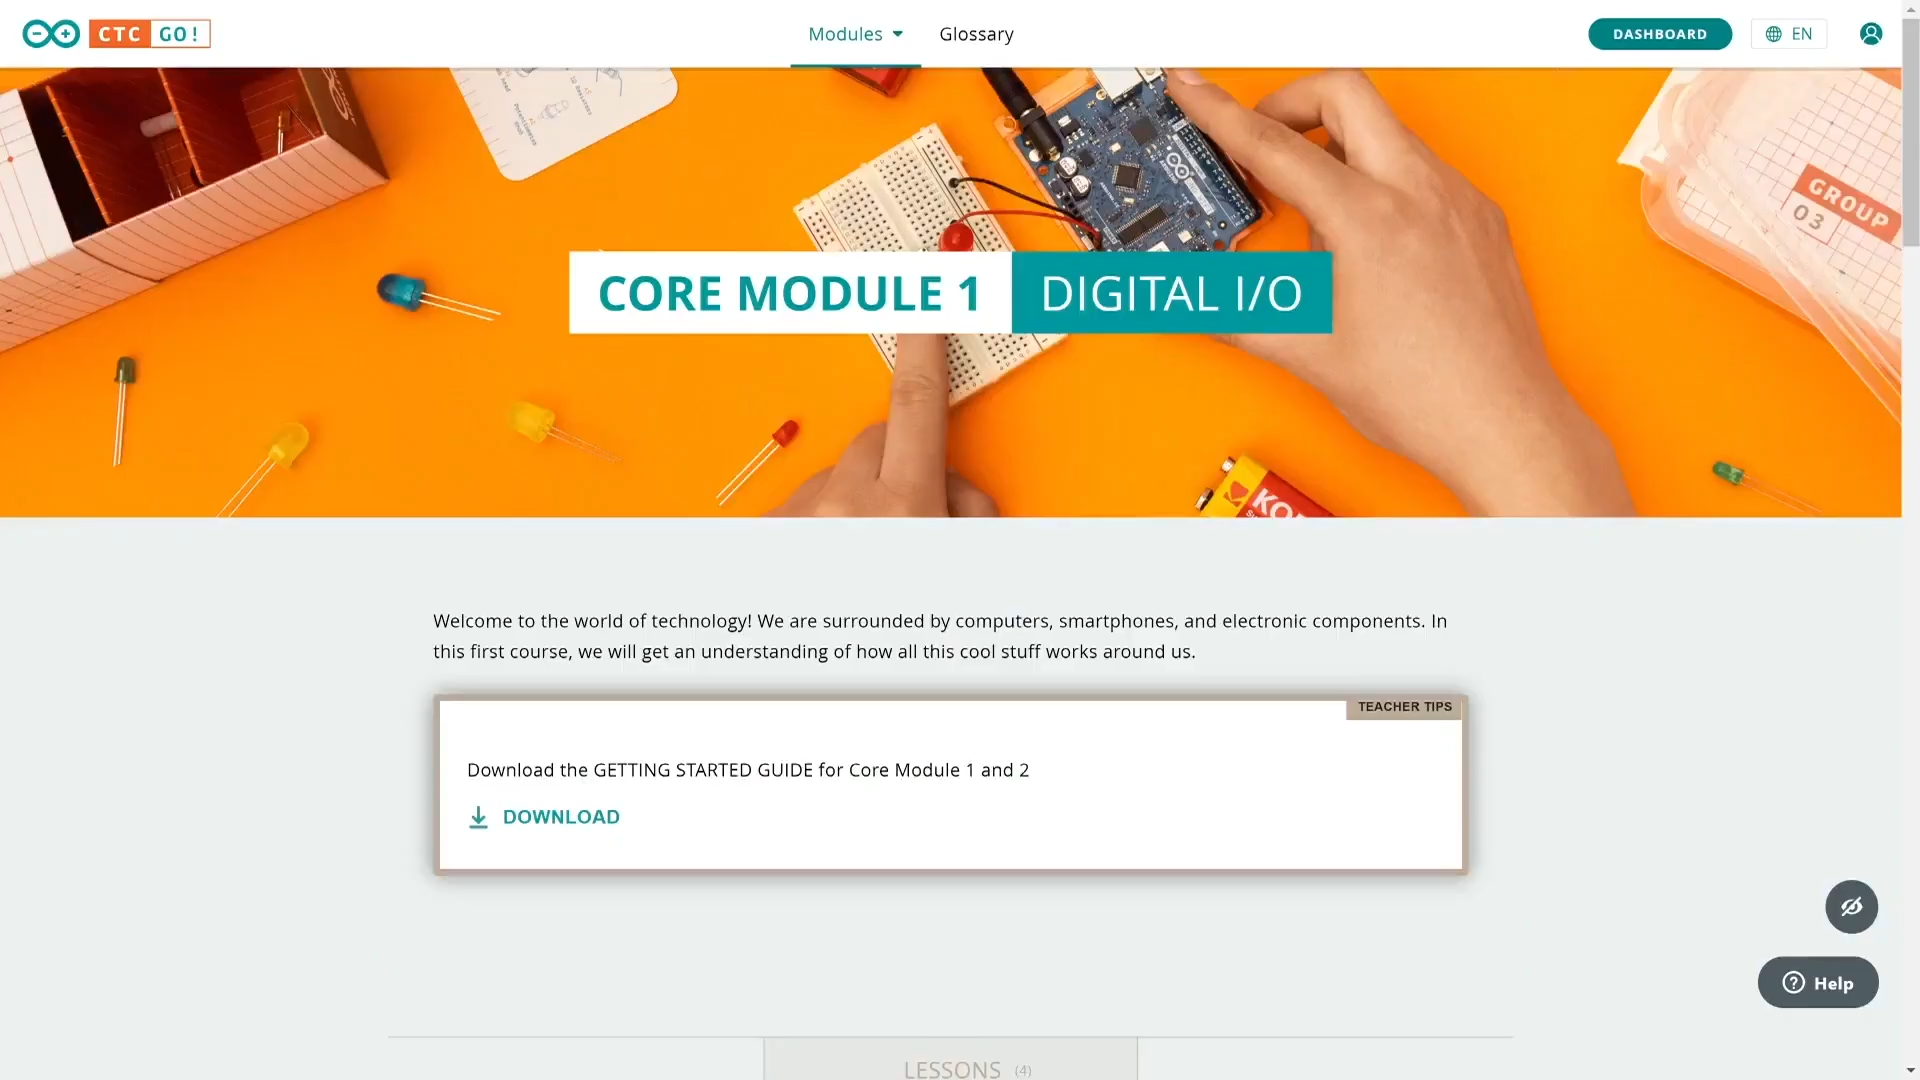 CTC GO!
Modules
Glossary
DASHBOARD
EN
GROUP
03
CORE MODULE 1
DIGITAL I/O
Welcome to the world of technology! We are surrounded by computers, smartphones, and electronic components. In
this first course, we will get an understanding of how all this cool stuff works around us.
TEACHER TIPS
Download the GETTING STARTED GUIDE for Core Module 1 and 2
DOWNLOAD
Help
LESSONS (4)